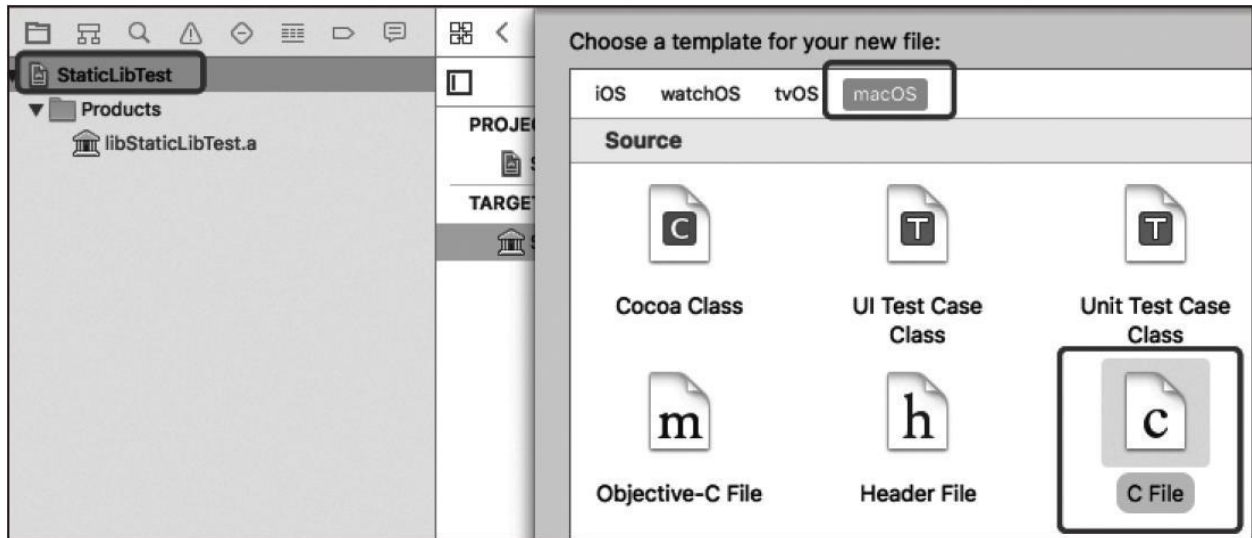 StaticLibTest
Products
libStaticLibTest.a
PROJE
S
TARGE
S
Choose a template for your new file:
iOS watchOS tvOS macOS
Source
C T T
Cocoa Class UI Test Case Unit Test Case
Class Class
m h c
Objective-C File Header File C File